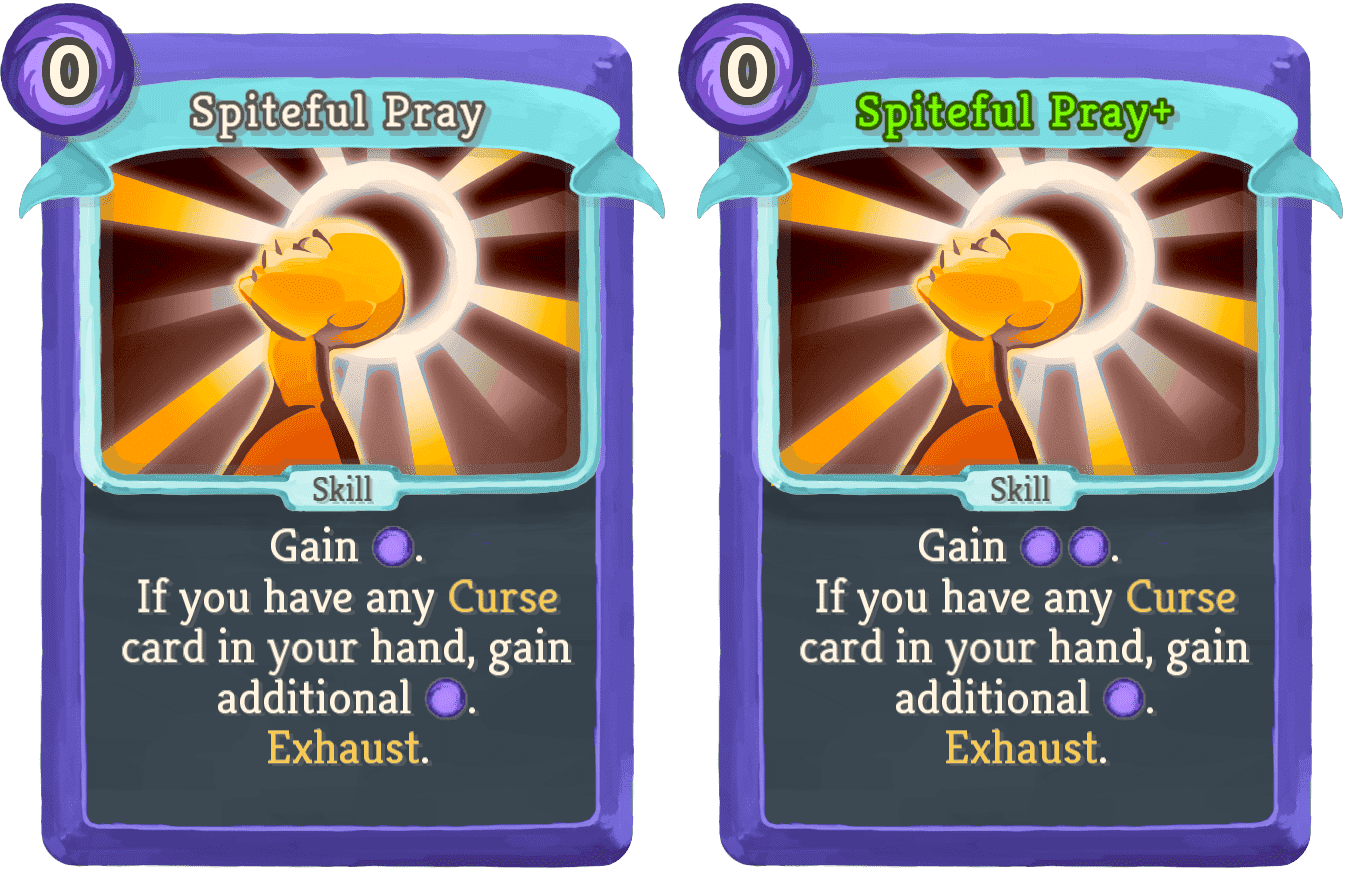 0
Spiteful Pray
Skill
Gain .
If you have any Curse
card in your hand, gain
additional .
Exhaust.
0
Spiteful Pray+
Skill
Gain .
If you have any Curse
card in your hand, gain
additional .
Exhaust.